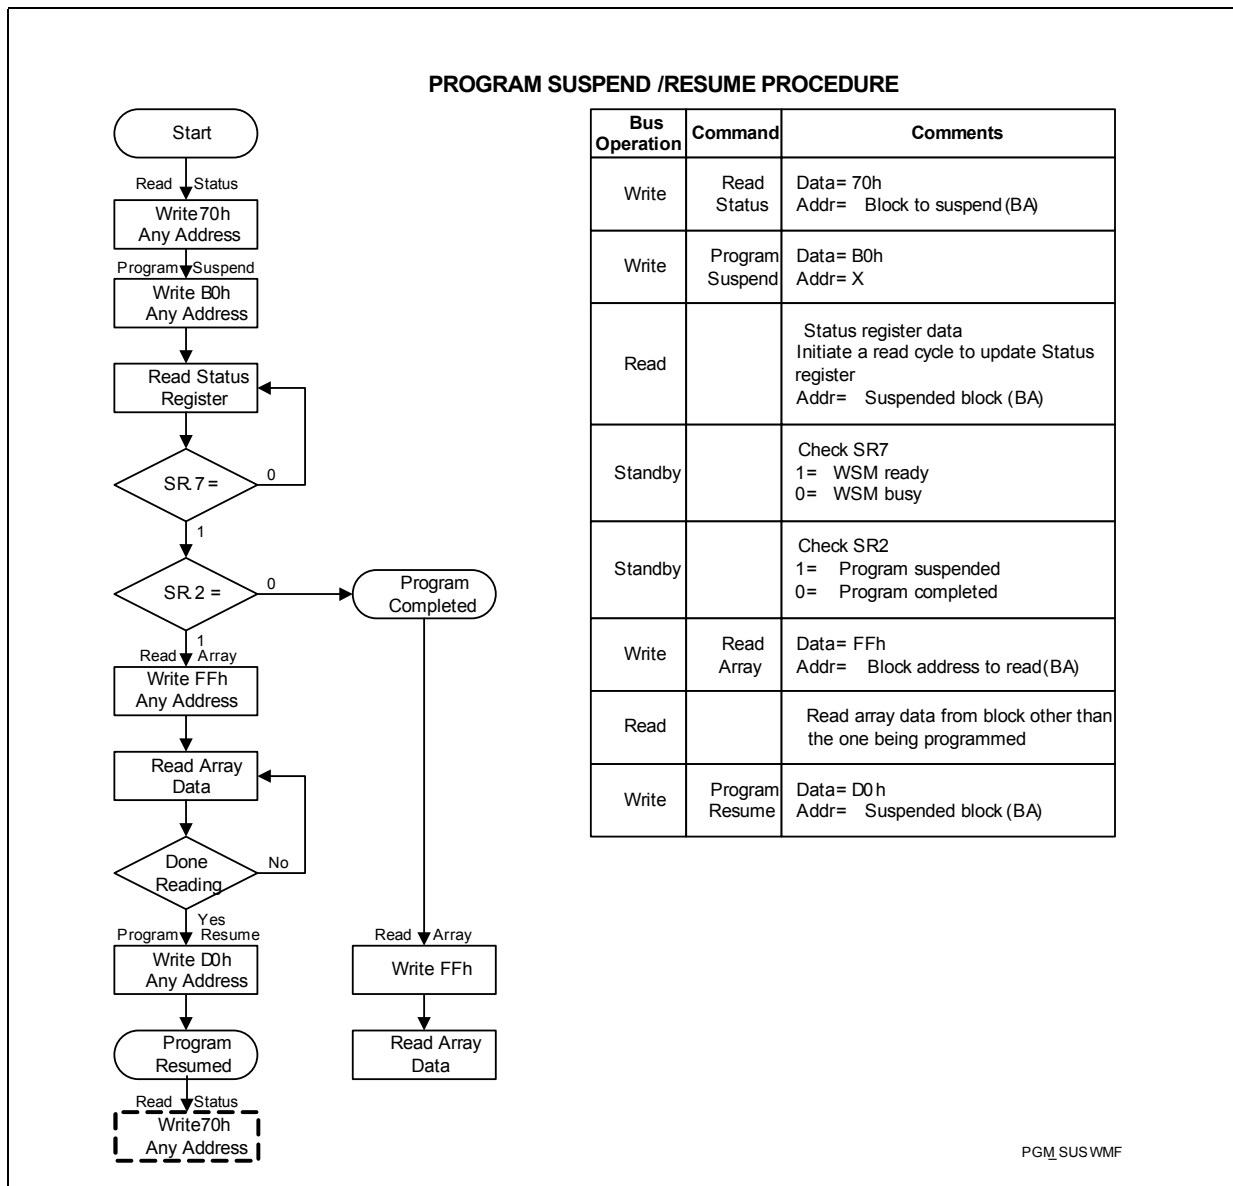 PROGRAM SUSPEND /RESUME PROCEDURE
Start
Read Status
Write70h
Any Address
Program Suspend
Write B0h
Any Address
Read Status
Register
SR.7 =
0
1
SR.2 =
0
Program
Completed
1
Read Array
Write FFh
Any Address
Read Array
Data
Done
Reading
No
Yes
Program Resume
Write D0h
Any Address
Program
Resumed
Read Status
Write70h
Any Address
Read Array
Write FFh
Read Array
Data
Bus
Operation
Command
Comments
Write
Read
Status
Data= 70h
Addr= Block to suspend (BA)
Write
Program
Suspend
Data= B0h
Addr= X
Read
Status register data
Initiate a read cycle to update Status
register
Addr= Suspended block (BA)
Standby
Check SR7
1= WSM ready
0= WSM busy
Standby
Check SR2
1= Program suspended
0= Program completed
Write
Read
Array
Data= FFh
Addr= Block address to read (BA)
Read
Read array data from block other than
the one being programmed
Write
Program
Resume
Data= D0h
Addr= Suspended block (BA)
PGM_SUS WMF